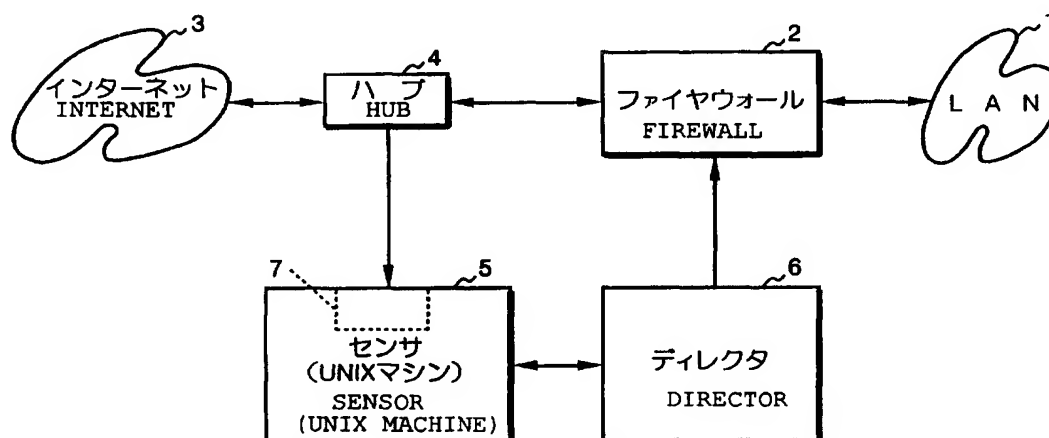 3
インターネット
INTERNET
4
ハブ
HUB
2
ファイヤウォール
FIREWALL
LAN
7
5
センサ
(UNIXマシン)
SENSOR
(UNIX MACHINE)
6
ディレクタ
DIRECTOR